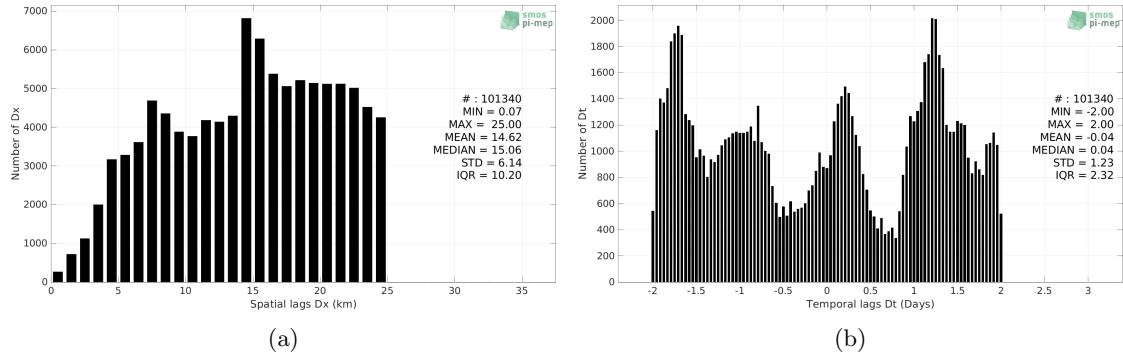 7000
6000
5000
4000
3000
2000
1000
0
Number of Dx
0 5 10 15 20 25 30 35
Spatial lags Dx (km)
smos
pi-mep
# : 101340
MIN = 0.07
MAX = 25.00
MEAN = 14.62
MEDIAN = 15.06
STD = 6.14
IQR = 10.20
(a)
2000
1800
1600
1400
1200
1000
800
600
400
200
0
Number of Dt
-2 -1.5 -1 -0.5 0 0.5 1 1.5 2 2.5 3
Temporal lags Dt (Days)
smos
pi-mep
# : 101340
MIN = -2.00
MAX = 2.00
MEAN = -0.04
MEDIAN = 0.04
STD = 1.23
IQR = 2.32
(b)